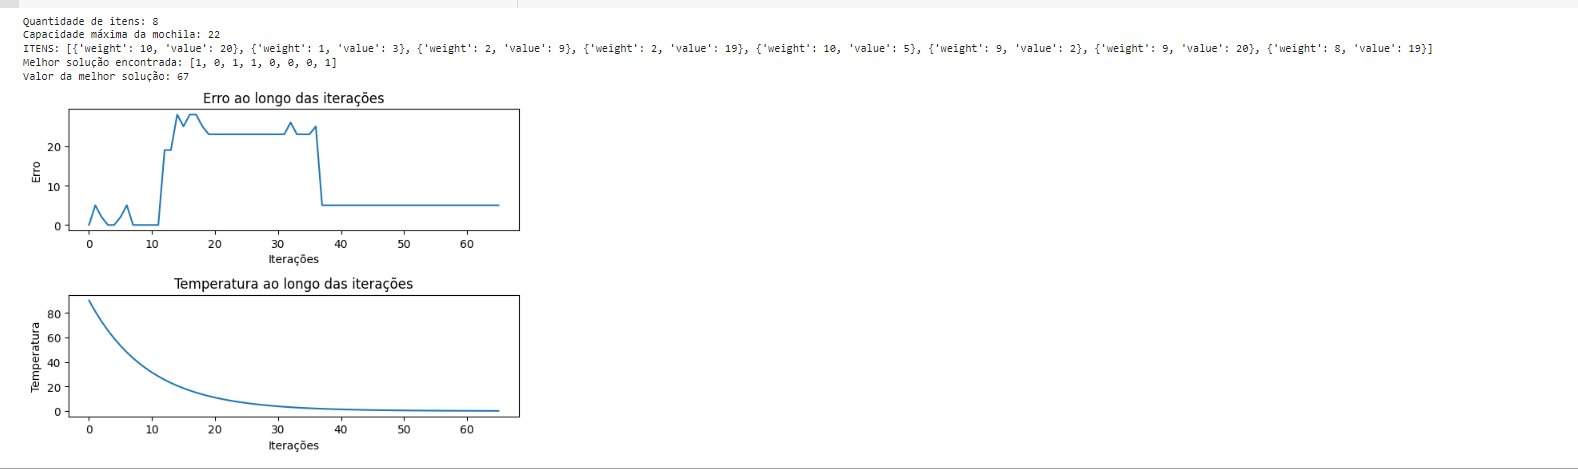 Quantidade de itens: 8
Capacidade máxima da mochila: 22
ITENS: [{'weight': 10, 'value': 20}, {'weight': 1, 'value': 3}, {'weight': 2, 'value': 9}, {'weight': 2, 'value': 19}, {'weight': 10, 'value': 5}, {'weight': 9, 'value': 2}, {'weight': 9, 'value': 20}, {'weight': 8, 'value': 19}]
Melhor solução encontrada: [1, 0, 1, 1, 0, 0, 0, 1]
Valor da melhor solução: 67
Erro ao longo das iterações
Erro
20
10
0
0 10 20 30 40 50 60
Iterações
Temperatura ao longo das iterações
Temperatura
80
60
40
20
0
0 10 20 30 40 50 60
Iterações